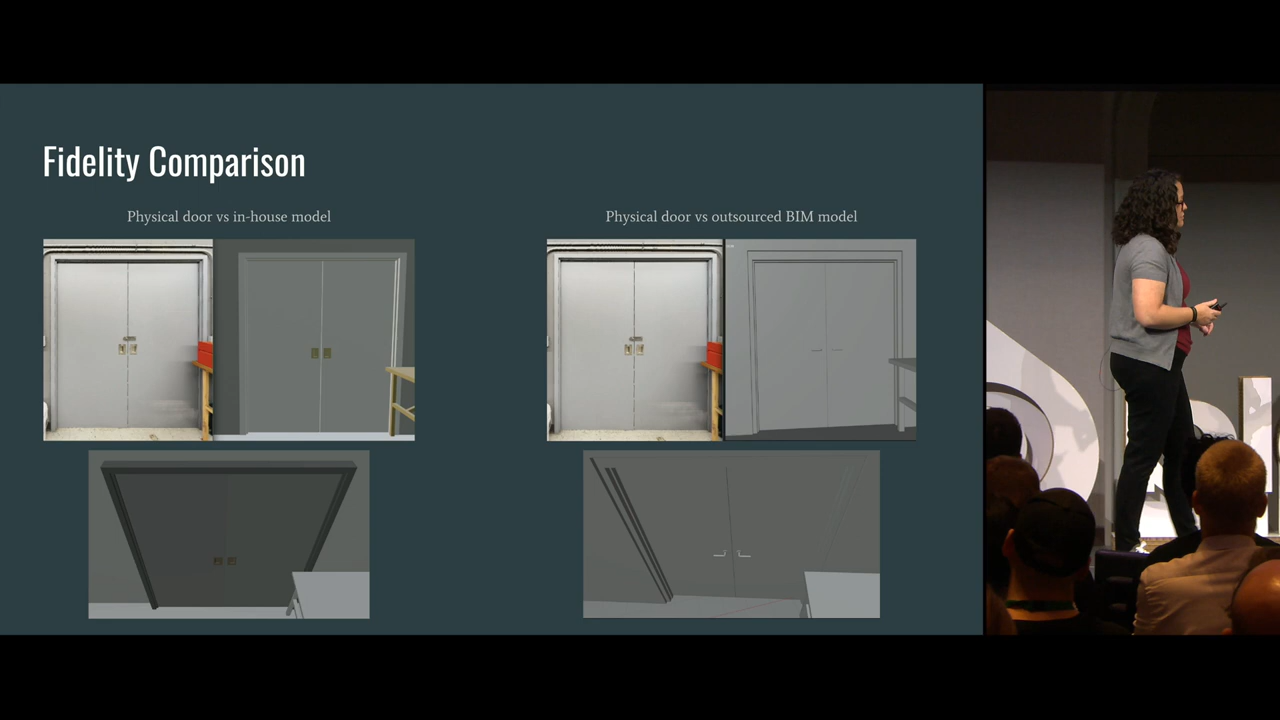 Fidelity Comparison
Physical door vs in-house model
Physical door vs outsourced BIM model